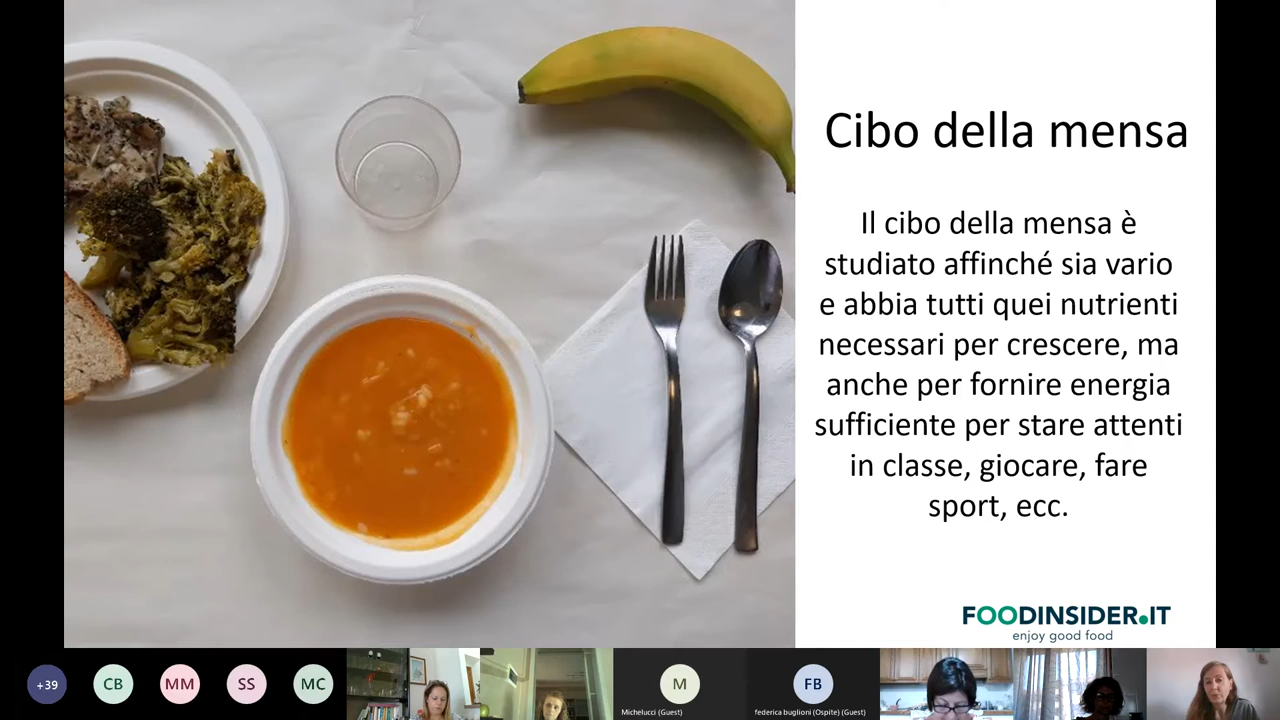 Cibo della mensa
Il cibo della mensa è
studiato affinché sia vario
e abbia tutti quei nutrienti
necessari per crescere, ma
anche per fornire energia
sufficiente per stare attenti
in classe, giocare, fare
sport, ecc.
FOODINSIDER.IT
enjoy good food
+39
CB
MM
SS
MC
M
FB
Michelucci (Guest)
federica buglioni (Ospite) (Guest)